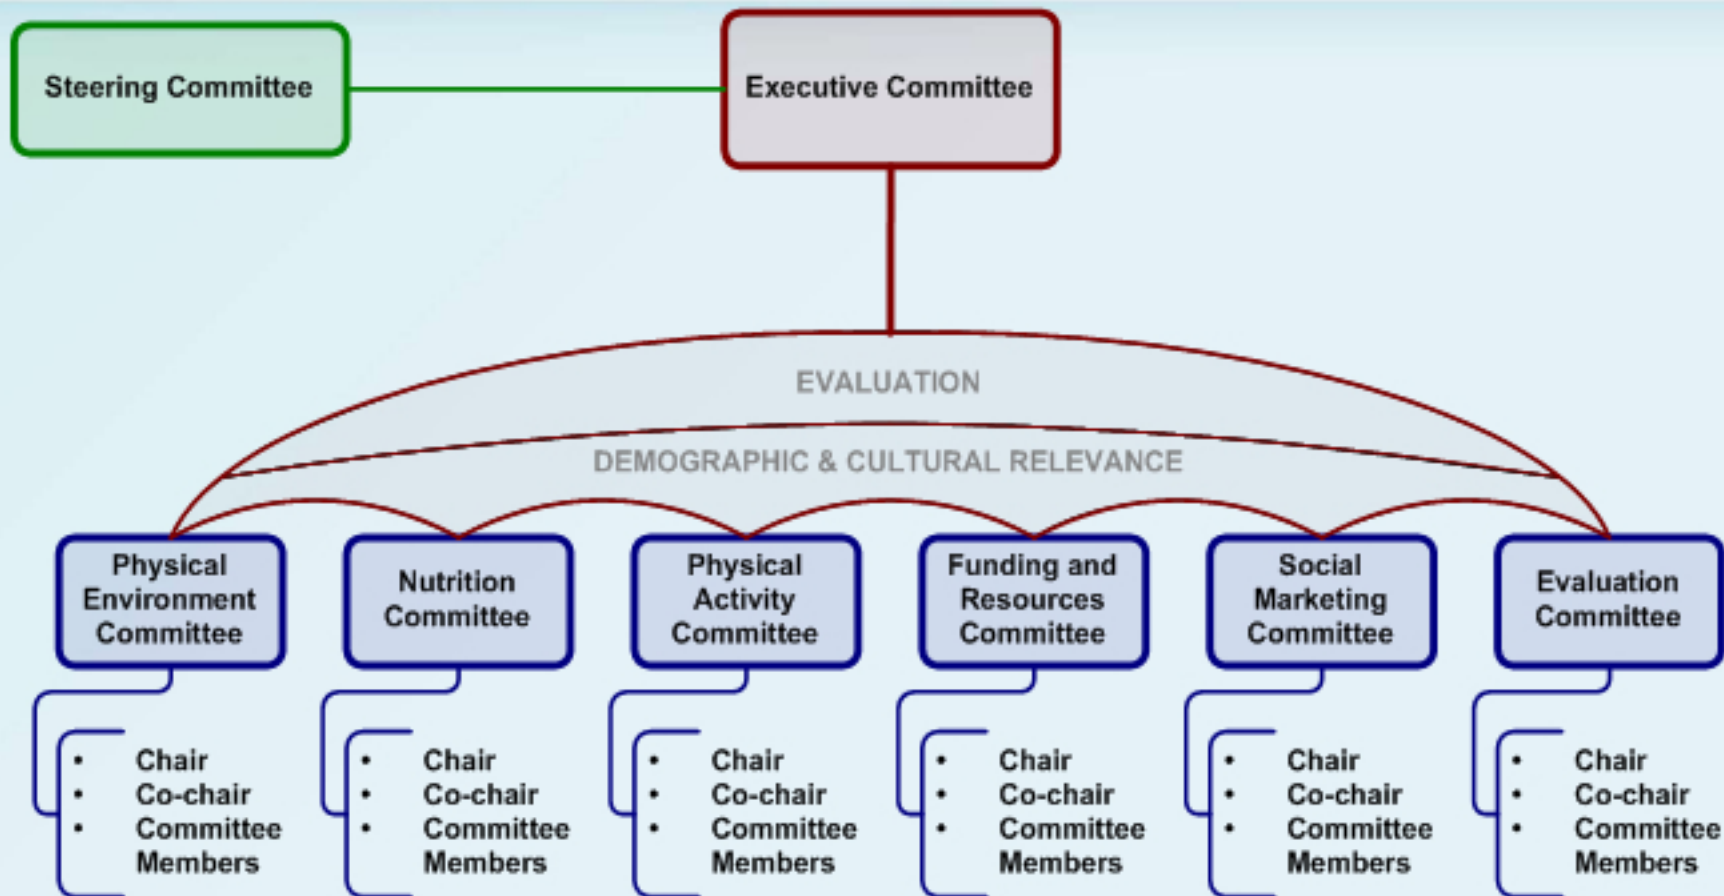 Steering Committee
Executive Committee
EVALUATION
DEMOGRAPHIC & CULTURAL RELEVANCE
Physical
Environment
Committee
Nutrition
Committee
Physical
Activity
Committee
Funding and
Resources
Committee
Social
Marketing
Committee
Evaluation
Committee
• Chair
• Co-chair
• Committee
Members
• Chair
• Co-chair
• Committee
Members
• Chair
• Co-chair
• Committee
Members
• Chair
• Co-chair
• Committee
Members
• Chair
• Co-chair
• Committee
Members
• Chair
• Co-chair
• Committee
Members